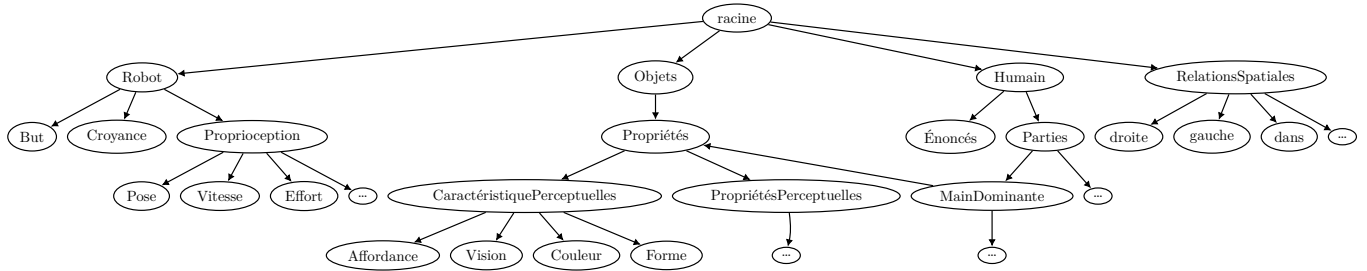 racine
Robot
Objets
Humain
RelationsSpatiales
But
Croyance
Proprioception
Propriétés
Énoncés
Parties
droite
gauche
dans
...
Pose
Vitesse
Effort
...
CaractéristiquePerceptuelles
PropriétésPerceptuelles
MainDominante
...
Affordance
Vision
Couleur
Forme
...
...